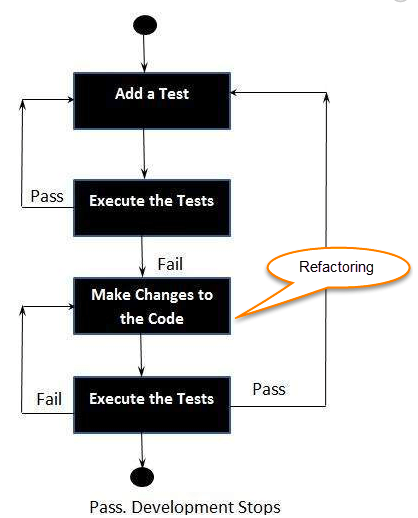 Add a Test
Pass
Execute the Tests
Fail
Refactoring
Make Changes to
the Code
Fail
Execute the Tests
Pass
Pass. Development Stops